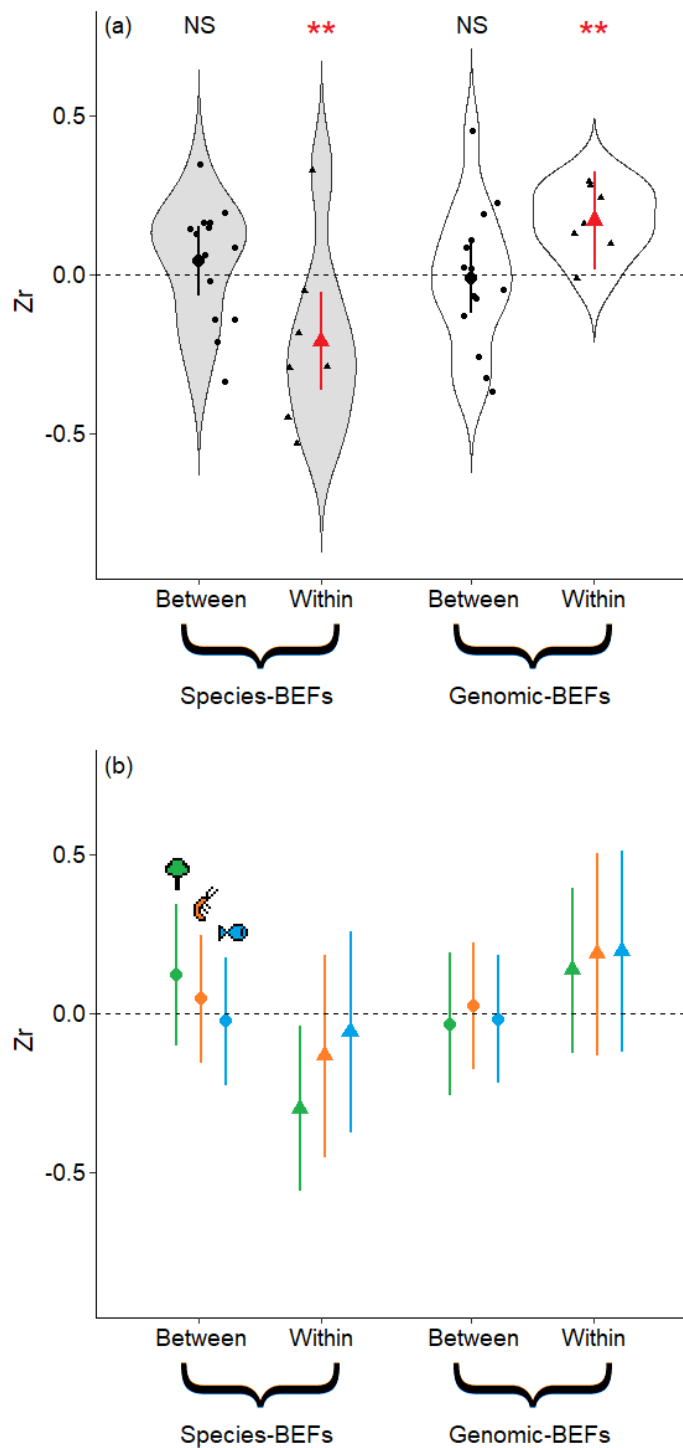 (a)
NS ** NS **
0.5
0.0
-0.5
Zr
Between Within Between Within
Species-BEFs Genomic-BEFs
(b)
0.5
0.0
-0.5
Zr
Between Within Between Within
Species-BEFs Genomic-BEFs